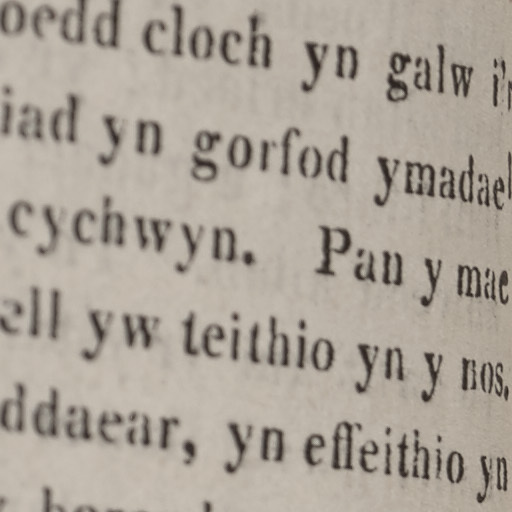 oedd cloch yn galw i'r
iad yn gorfod ymadael
cychwyn. Pan y mae
ell yw teithio yn y nos,
ddaear, yn effeithio yn